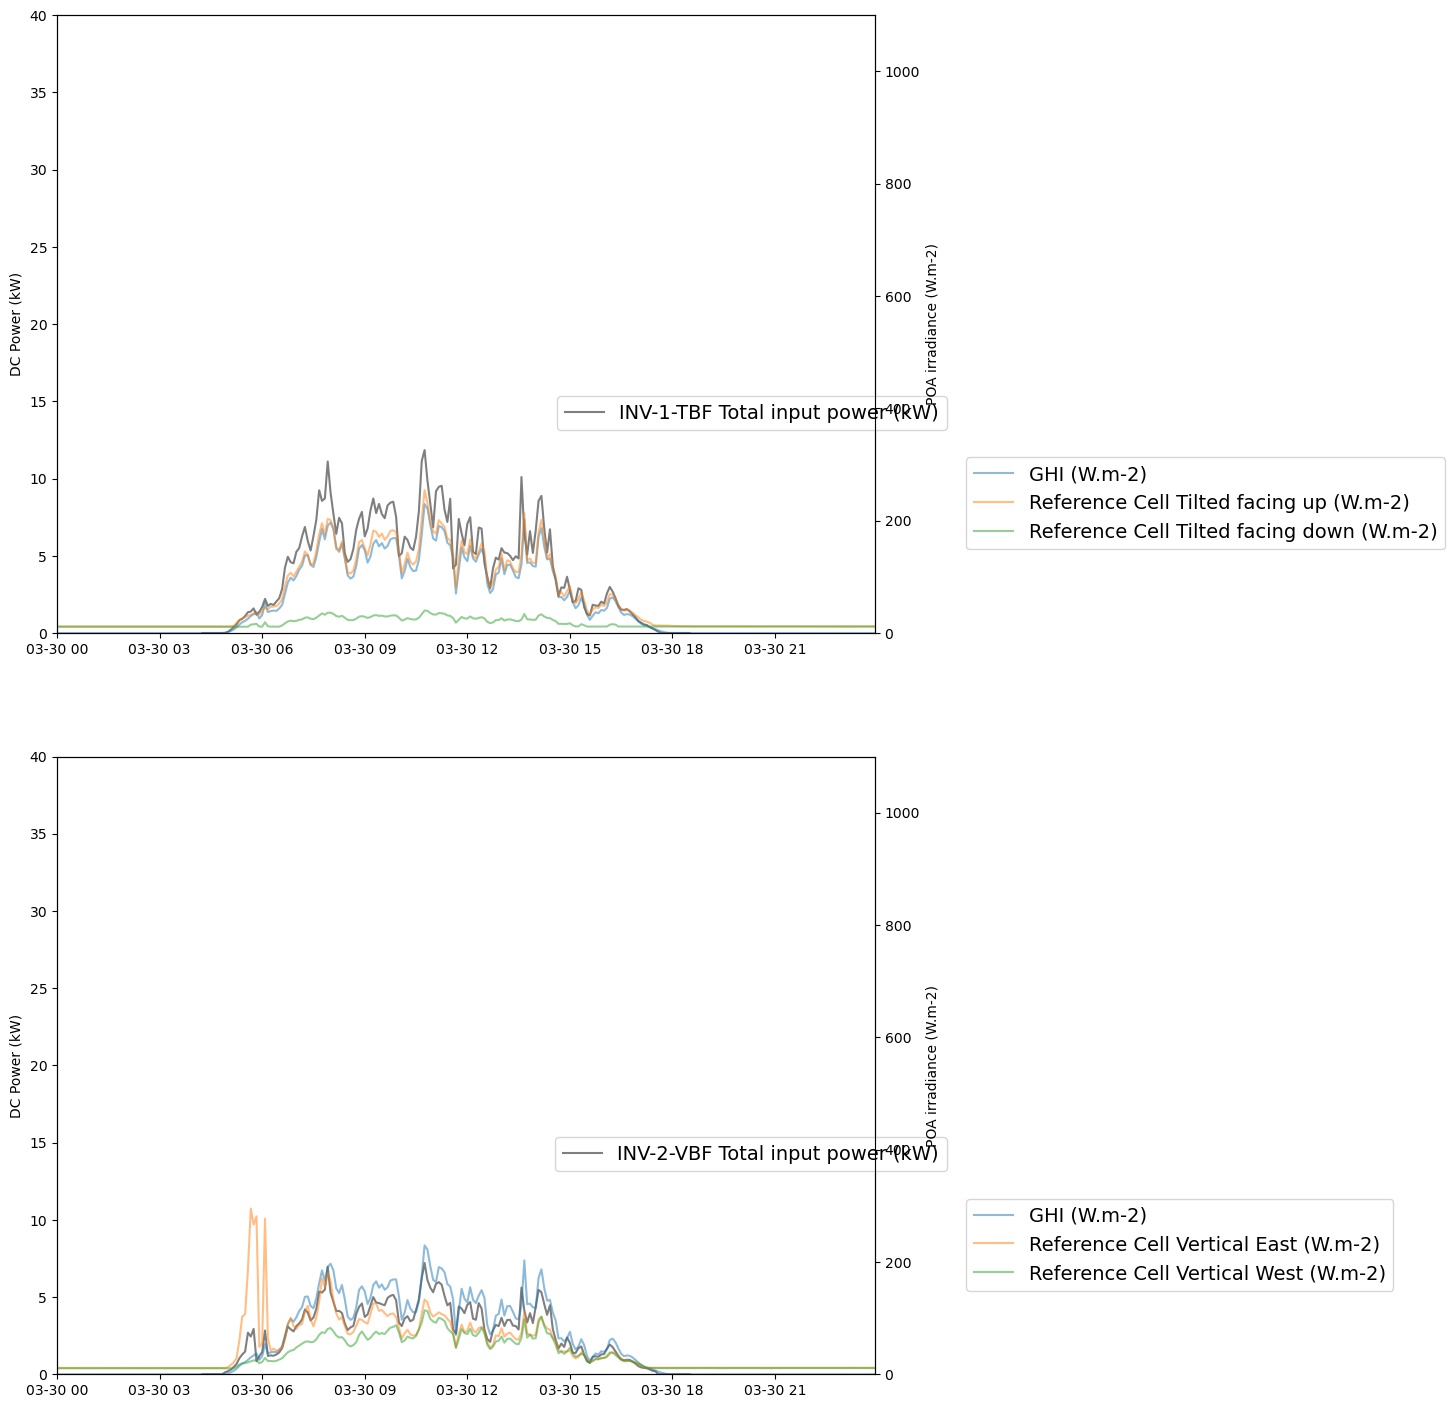 40
35
30
25
20
15
10
5
0
DC Power (kW)
1000
800
600
400
200
0
POA irradiance (W.m-2)
INV-1-TBF Total input power (kW)
GHI (W.m-2)
Reference Cell Tilted facing up (W.m-2)
Reference Cell Tilted facing down (W.m-2)
03-30 00 03-30 03 03-30 06 03-30 09 03-30 12 03-30 15 03-30 18 03-30 21
40
35
30
25
20
15
10
5
0
DC Power (kW)
1000
800
600
400
200
0
POA irradiance (W.m-2)
INV-2-VBF Total input power (kW)
GHI (W.m-2)
Reference Cell Vertical East (W.m-2)
Reference Cell Vertical West (W.m-2)
03-30 00 03-30 03 03-30 06 03-30 09 03-30 12 03-30 15 03-30 18 03-30 21